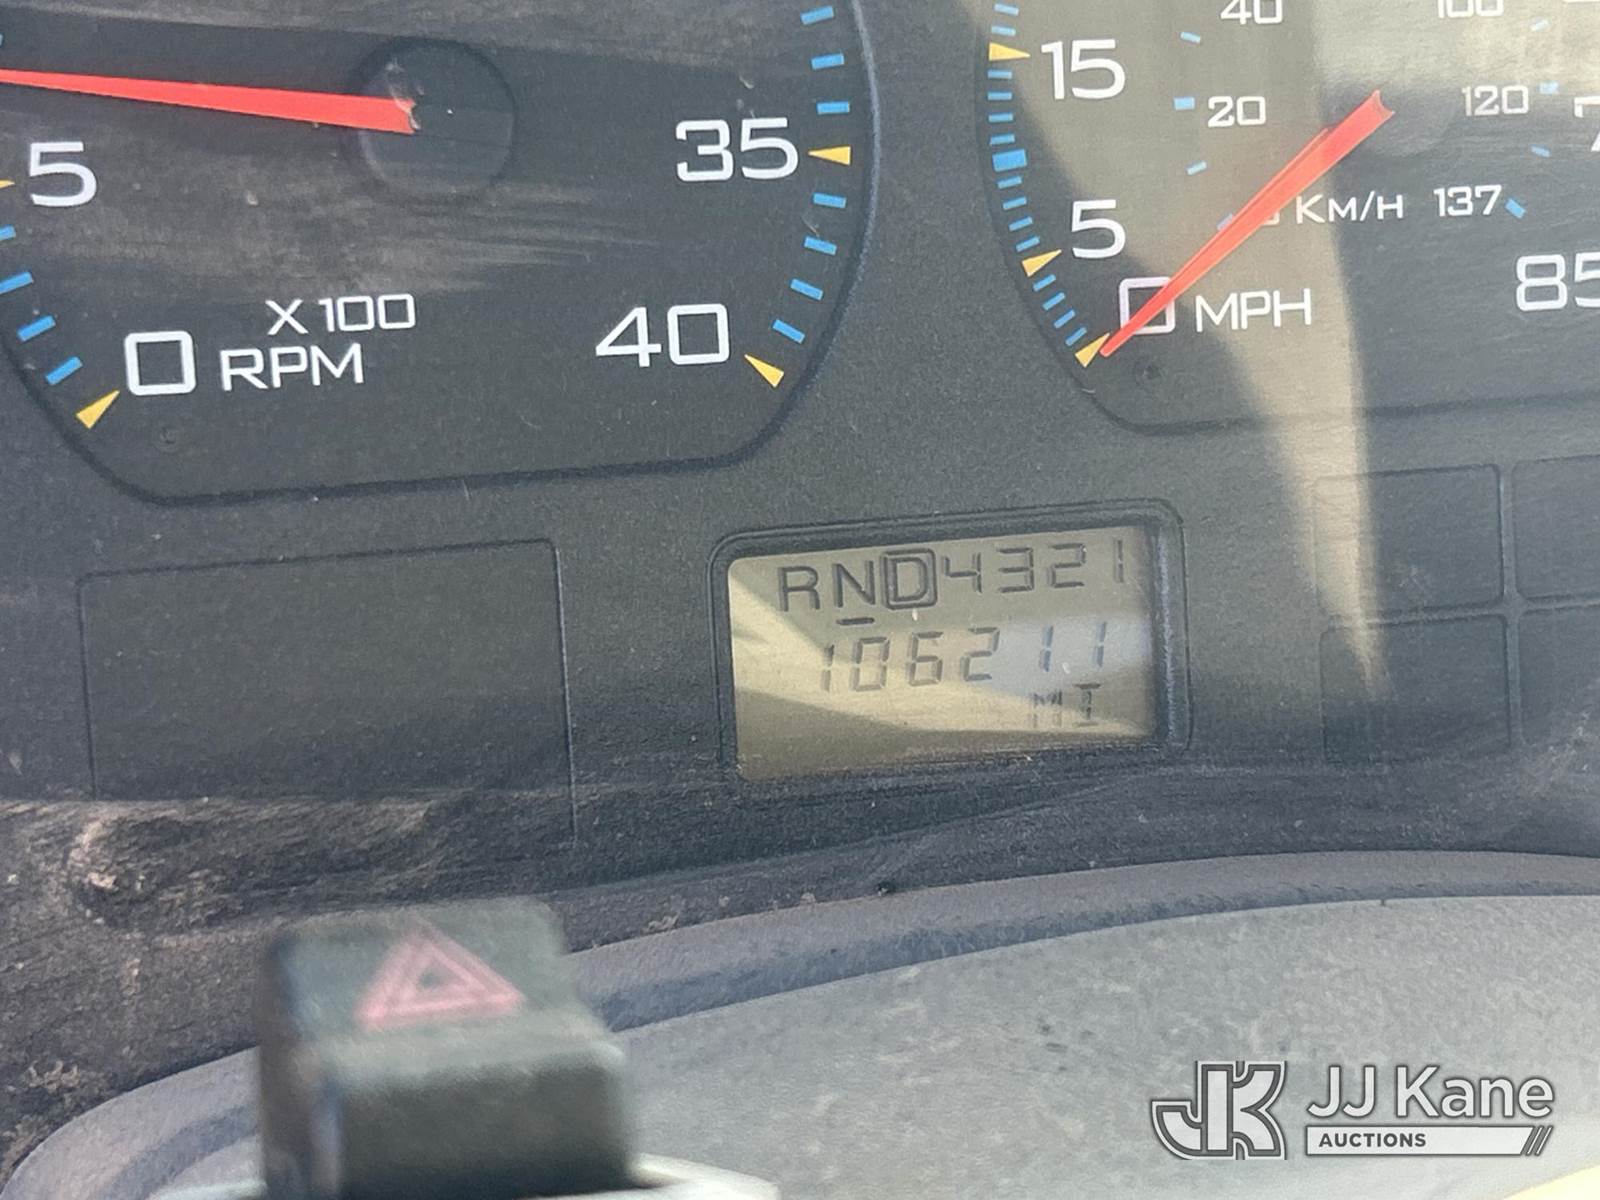 40 100
15
20 120
35
5
5
KM/H 137
85
X100
0 RPM
40
0 MPH
RND4321
106211
MI
JJ Kane
AUCTIONS